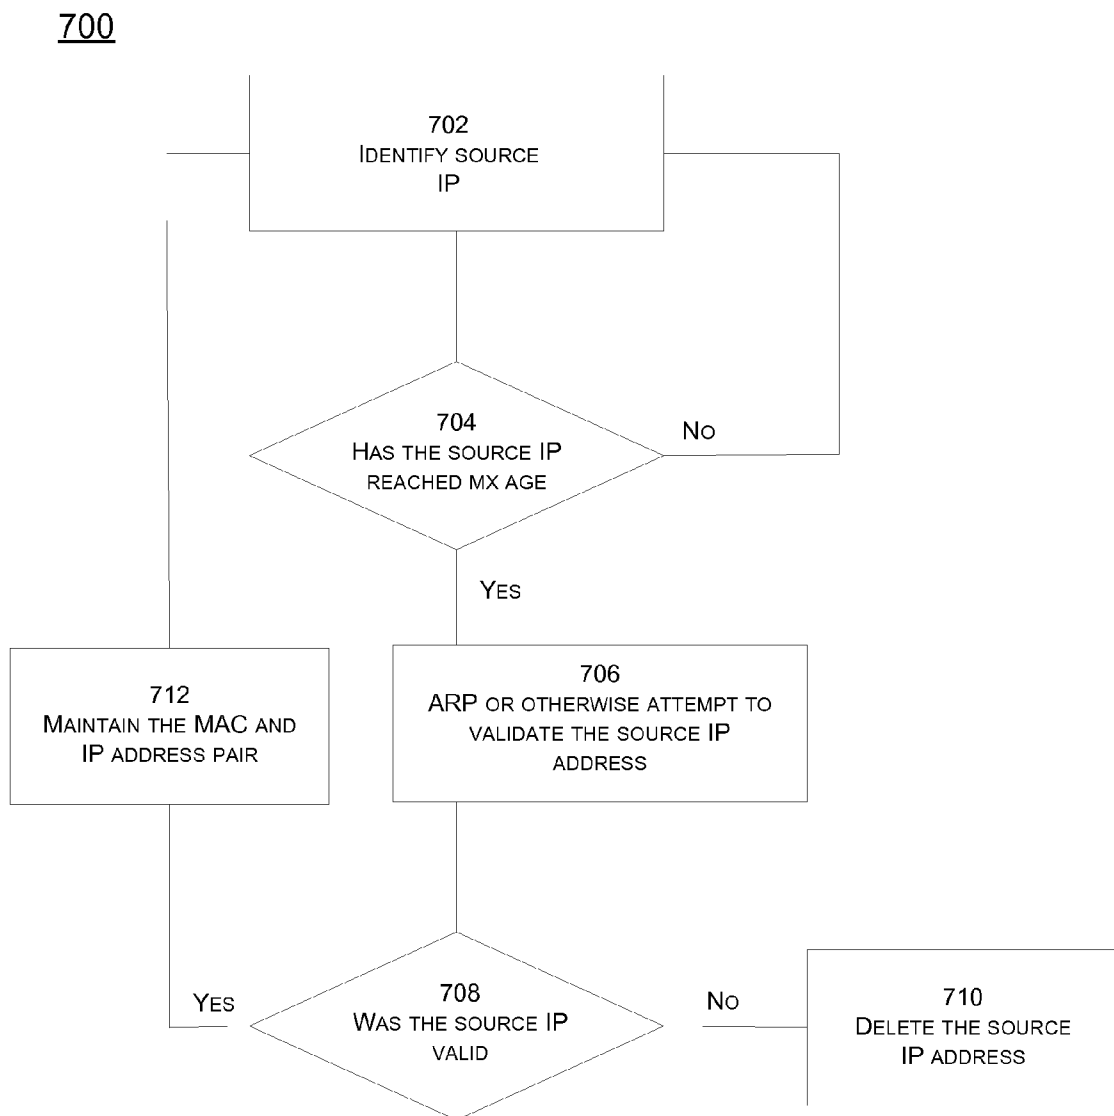 700
702
IDENTIFY SOURCE
IP
704
HAS THE SOURCE IP
REACHED MX AGE
NO
YES
712
MAINTAIN THE MAC AND
IP ADDRESS PAIR
706
ARP OR OTHERWISE ATTEMPT TO
VALIDATE THE SOURCE IP
ADDRESS
YES
708
WAS THE SOURCE IP
VALID
NO
710
DELETE THE SOURCE
IP ADDRESS